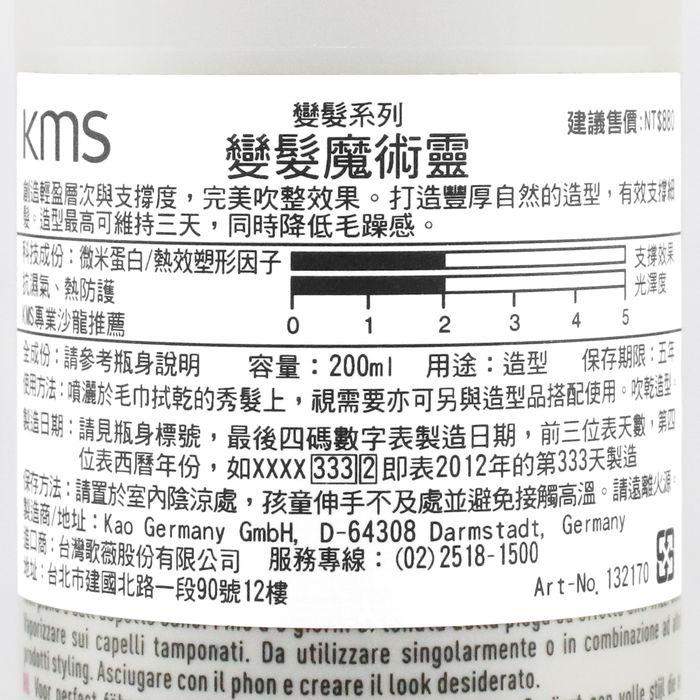 kms
變髮系列
建議售價:NT$880
變髮魔術靈
創造輕盈層次與支撐度，完美吹整效果。打造豐厚自然的造型，有效支撐細
髮。造型最高可維持三天，同時降低毛躁感。
科技成份：微米蛋白/熱效塑形因子
支撐效果
抗濕氣、熱防護
光澤度
KMS專業沙龍推薦
0 1 2 3 4 5
全成份：請參考瓶身說明 容量：200ml 用途：造型 保存期限：五年
使用方法：噴灑於毛巾拭乾的秀髮上，視需要亦可另與造型品搭配使用。吹乾造型。
製造日期：請見瓶身標號，最後四碼數字表製造日期，前三位表天數，第四
位表西曆年份，如XXXX 333 2 即表2012年的第333天製造
保存方法：請置於室內陰涼處，孩童伸手不及處並避免接觸高溫。請遠離火源。
製造商/地址：Kao Germany GmbH, D-64308 Darmstadt, Germany
進口商：台灣歌薇股份有限公司 服務專線：(02)2518-1500
地址：台北市建國北路一段90號12樓
Art-No. 132170
Vaporizzare sui capelli tamponati. Da utilizzare singolarmente o in combinazione ad
prodotti styling. Asciugare con il phon e creare il look desiderato.